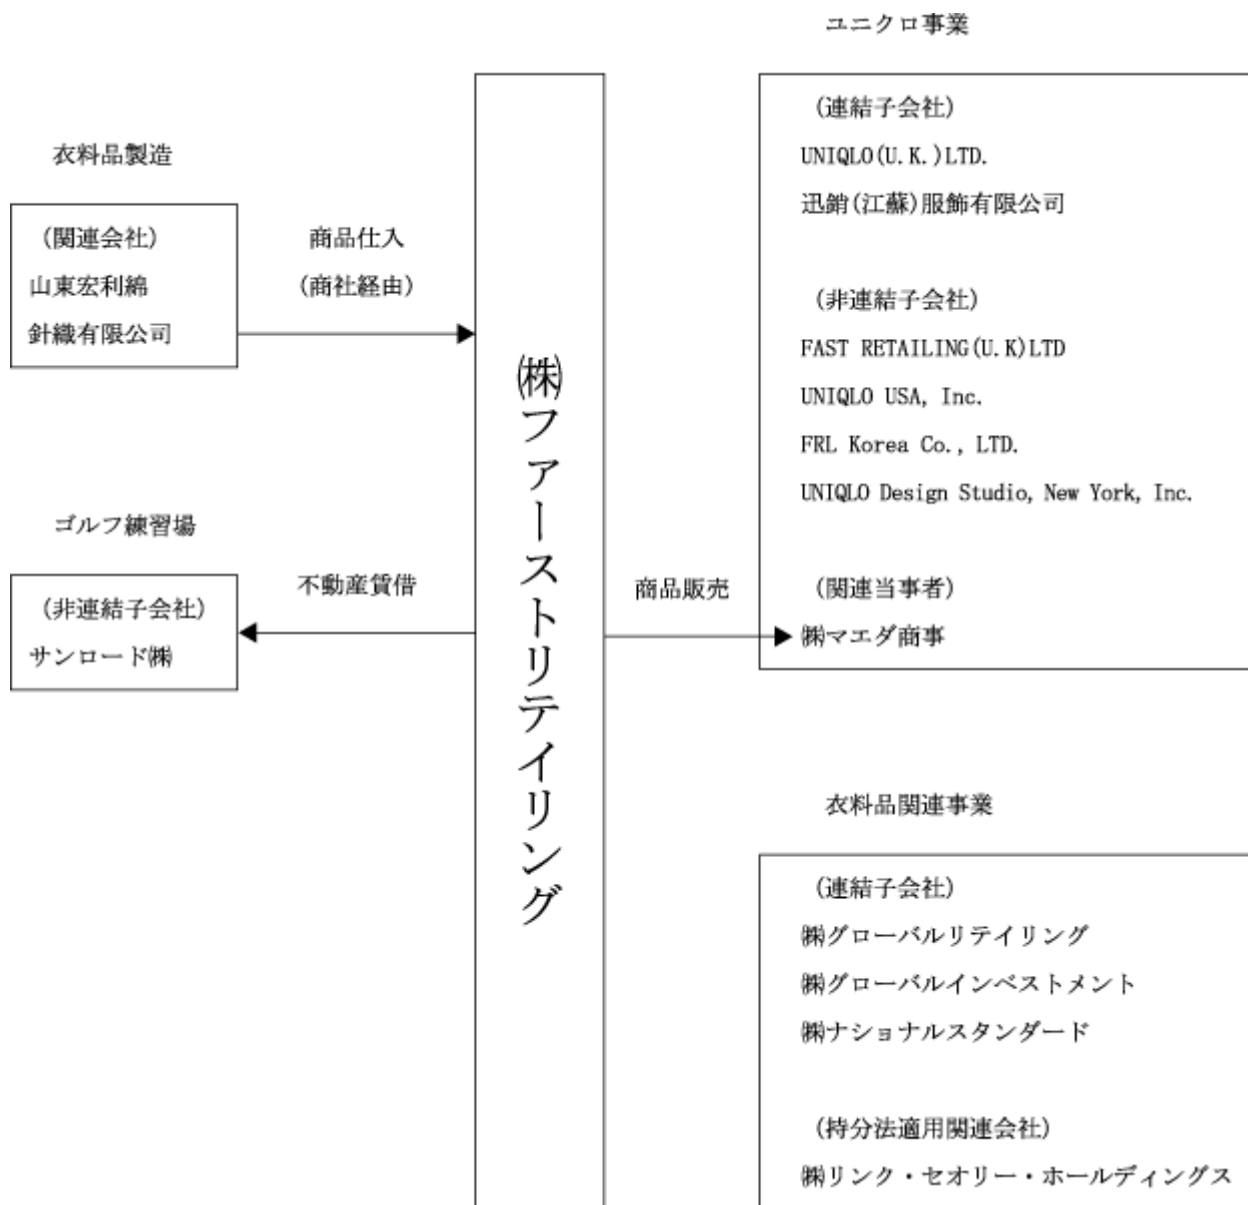 ユニクロ事業
(連結子会社)
UNIQLO(U.K.)LTD.
迅銷(江蘇)服飾有限公司
(非連結子会社)
FAST RETAILING(U.K)LTD
UNIQLO USA, Inc.
FRL Korea Co., LTD.
UNIQLO Design Studio, New York, Inc.
(関連当事者)
㈱マエダ商事
衣料品製造
(関連会社)
山東宏利綿
針織有限公司
商品仕入
(商社経由)
㈱ファーストリテイリング
ゴルフ練習場
(非連結子会社)
サンロード㈱
不動産賃借
商品販売
衣料品関連事業
(連結子会社)
㈱グローバルリテイリング
㈱グローバルインベストメント
㈱ナショナルスタンダード
(持分法適用関連会社)
㈱リンク・セオリー・ホールディングス